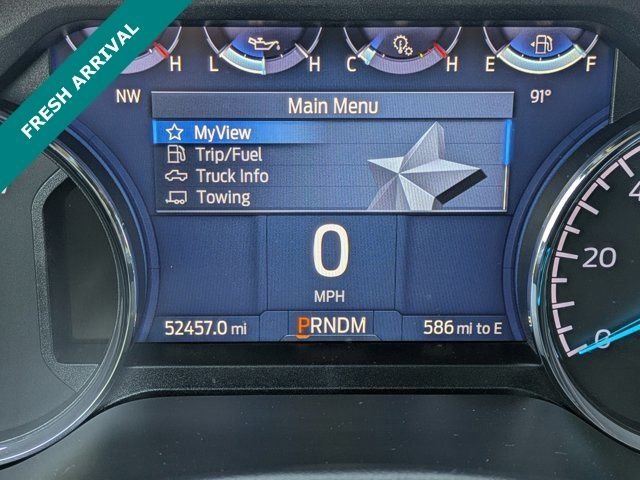 FRESH ARRIVAL
H L H C H E F
NW 91°
Main Menu
MyView
Trip/Fuel
Truck Info
Towing
0
MPH
52457.0 mi PRNDM 586 mi to E
20
0